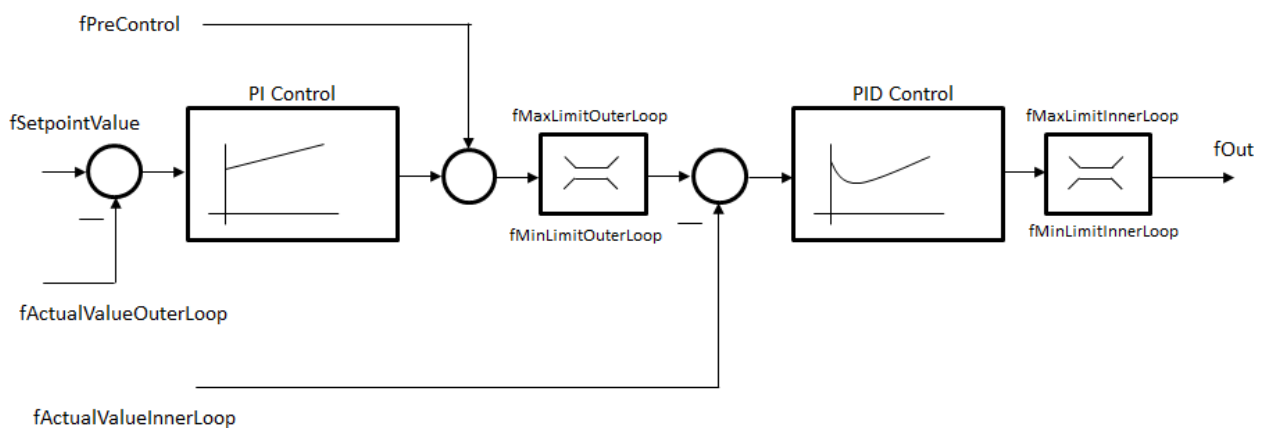 fPreControl
PI Control
PID Control
fSetpointValue
fMaxLimitOuterLoop
fMaxLimitInnerLoop
fOut
fMinLimitOuterLoop
fMinLimitInnerLoop
fActualValueOuterLoop
fActualValueInnerLoop